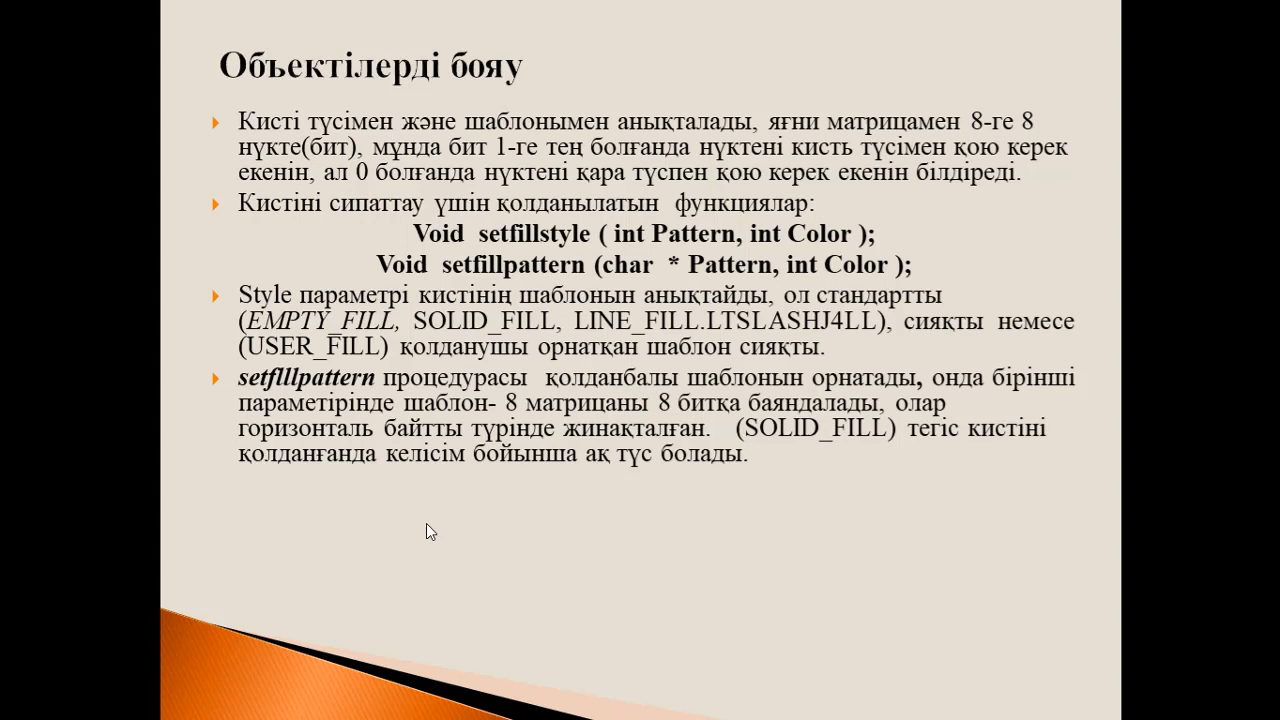 Объектілерді бояу
Кисті түсімен және шаблонымен анықталады, яғни матрицамен 8-ге 8
нүкте(бит), мұнда бит 1-ге тең болғанда нүктені кисть түсімен қою керек
екенін, ал 0 болғанда нүктені қара түспен қою керек екенін білдіреді.
Кистіні сипаттау үшін қолданылатын функциялар:
Void setfillstyle ( int Pattern, int Color );
Void setfillpattern (char * Pattern, int Color );
Style параметрі кистінің шаблонын анықтайды, ол стандартты
(EMPTY_FILL, SOLID_FILL, LINE_FILL.LTSLASHJ4LL), сияқты немесе
(USER_FILL) қолданушы орнатқан шаблон сияқты.
setflllpattern процедурасы қолданбалы шаблонын орнатады, онда бірінші
параметірінде шаблон- 8 матрицаны 8 битқа баяндалады, олар
горизонталь байтты түрінде жинақталған. (SOLID_FILL) тегіс кистіні
қолданғанда келісім бойынша ақ түс болады.